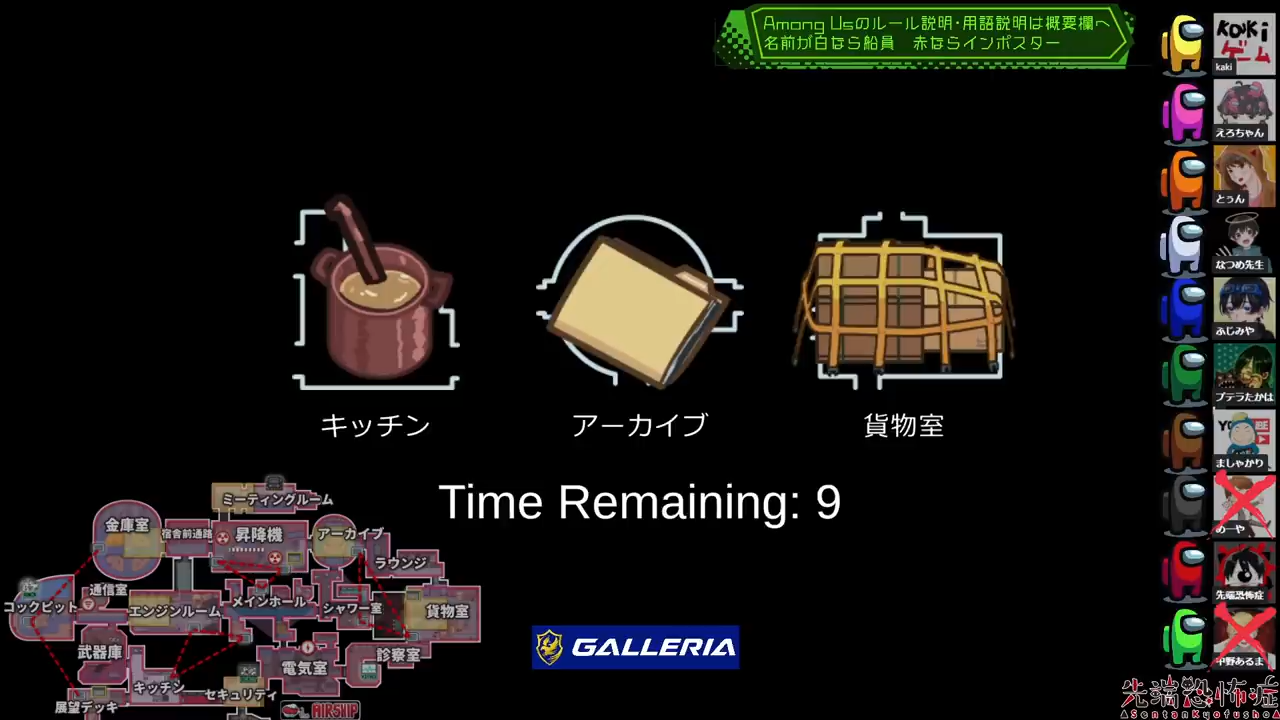 Among Usのルール説明・用語説明は概要欄へ
名前が白なら船員 赤ならインポスター
KAKi
ゲーム
kaki
えろちゃん
とぅん
なつめ先生
ふじみや
プテラたかは
ましゃかり
めーや
先端恐怖症
中野あるま
キッチン
アーカイブ
貨物室
Time Remaining: 9
ミーティングルーム
金庫室
宿舎前通路
昇降機
アーカイブ
ラウンジ
通信室
コックピット
エンジンルーム
メインホール
シャワー室
貨物室
武器庫
電気室
診察室
キッチン
セキュリティ
展望デッキ
AIRSHIP
GALLERIA
先端恐怖症
SentanKyofushoA